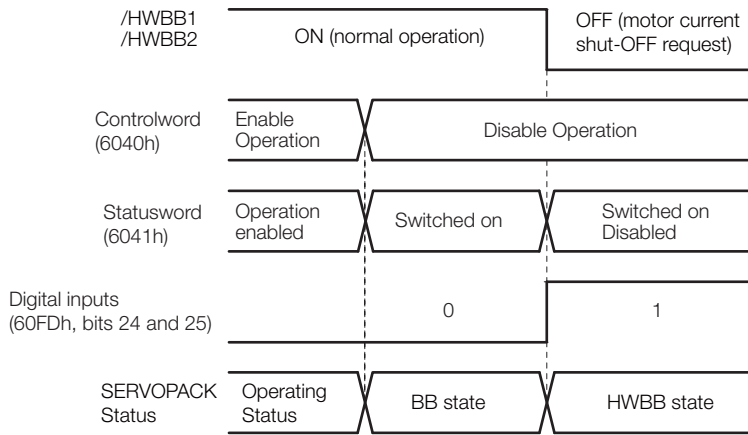 /HWBB1
/HWBB2
ON (normal operation)
OFF (motor current
shut-OFF request)
Controlword
(6040h)
Enable
Operation
Disable Operation
Statusword
(6041h)
Operation
enabled
Switched on
Switched on
Disabled
Digital inputs
(60FDh, bits 24 and 25)
0
1
SERVOPACK
Status
Operating
Status
BB state
HWBB state